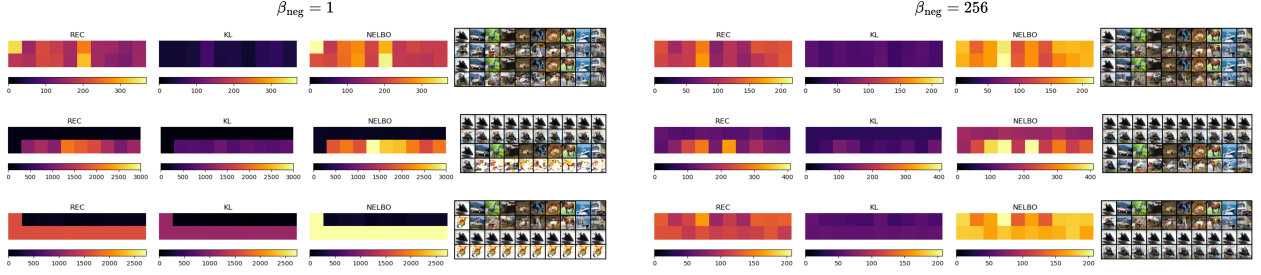 β_neg = 1
β_neg = 256
REC KL NELBO REC KL NELBO
0 100 200 300 0 100 200 300 0 100 200 300 0 50 100 150 200 0 50 100 150 200 0 50 100 150 200
REC KL NELBO REC KL NELBO
0 500 1000 1500 2000 2500 3000 0 500 1000 1500 2000 2500 3000 0 500 1000 1500 2000 2500 3000 0 100 200 300 400 0 100 200 300 400 0 100 200 300 400
REC KL NELBO REC KL NELBO
0 500 1000 1500 2000 2500 0 500 1000 1500 2000 2500 0 500 1000 1500 2000 2500 0 50 100 150 200 0 50 100 150 200 0 50 100 150 200